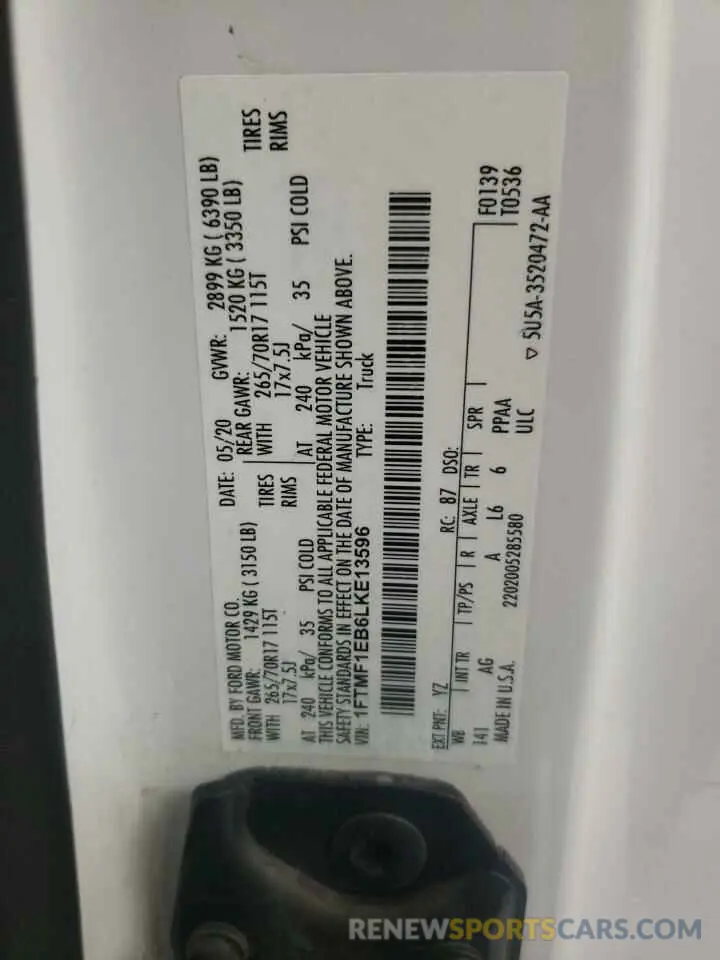 MFD. BY FORD MOTOR CO.
DATE: 05/20 GVWR: 2899 KG ( 6390 LB)
FRONT GAWR: 1429 KG ( 3150 LB) REAR GAWR: 1520 KG ( 3350 LB)
WITH 265/70R17 115T TIRES WITH 265/70R17 115T TIRES
17x7.5J RIMS 17x7.5J RIMS
AT 240 kPa/ 35 PSI COLD AT 240 kPa/ 35 PSI COLD
THIS VEHICLE CONFORMS TO ALL APPLICABLE FEDERAL MOTOR VEHICLE
SAFETY STANDARDS IN EFFECT ON THE DATE OF MANUFACTURE SHOWN ABOVE.
VIN: 1FTMF1EB6LKE13596 TYPE: Truck
EXT PNT: YZ RC: 87 DSO: F0139
WB INT TR TP/PS R AXLE TR SPR T0536
141 AG A L6 6 PPAA
MADE IN U.S.A. 2202005285580 ULC
▽ 5U5A-3520472-AA
RENEWSPORTSCARS.COM